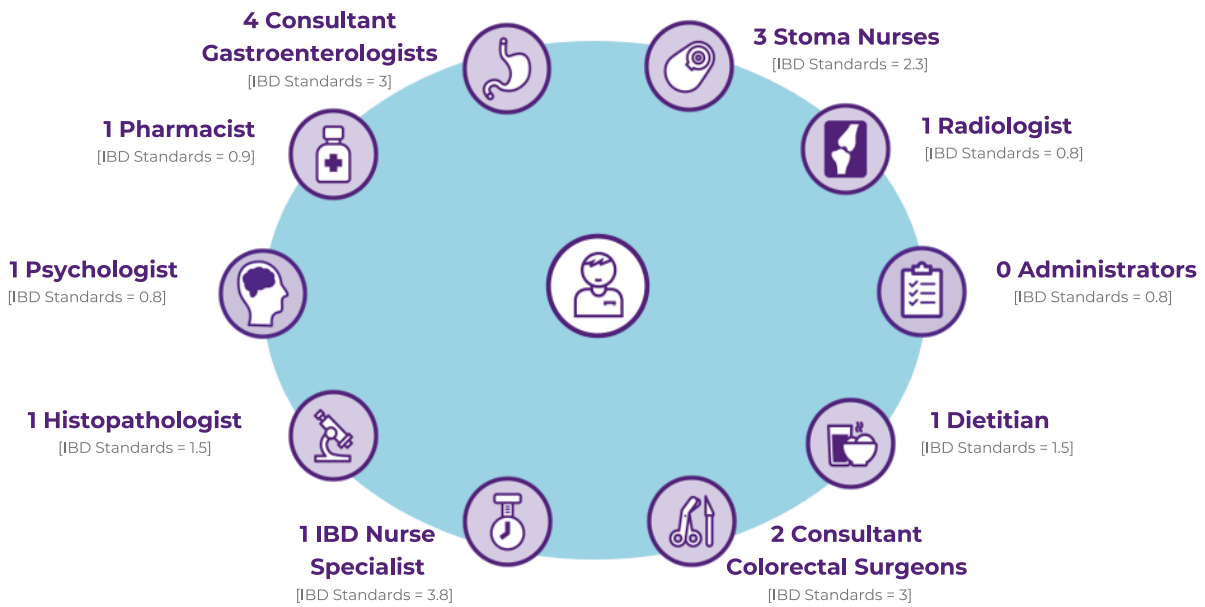 4 Consultant
Gastroenterologists
[IBD Standards = 3]
3 Stoma Nurses
[IBD Standards = 2.3]
1 Pharmacist
[IBD Standards = 0.9]
1 Radiologist
[IBD Standards = 0.8]
1 Psychologist
[IBD Standards = 0.8]
0 Administrators
[IBD Standards = 0.8]
1 Histopathologist
[IBD Standards = 1.5]
1 Dietitian
[IBD Standards = 1.5]
1 IBD Nurse
Specialist
[IBD Standards = 3.8]
2 Consultant
Colorectal Surgeons
[IBD Standards = 3]